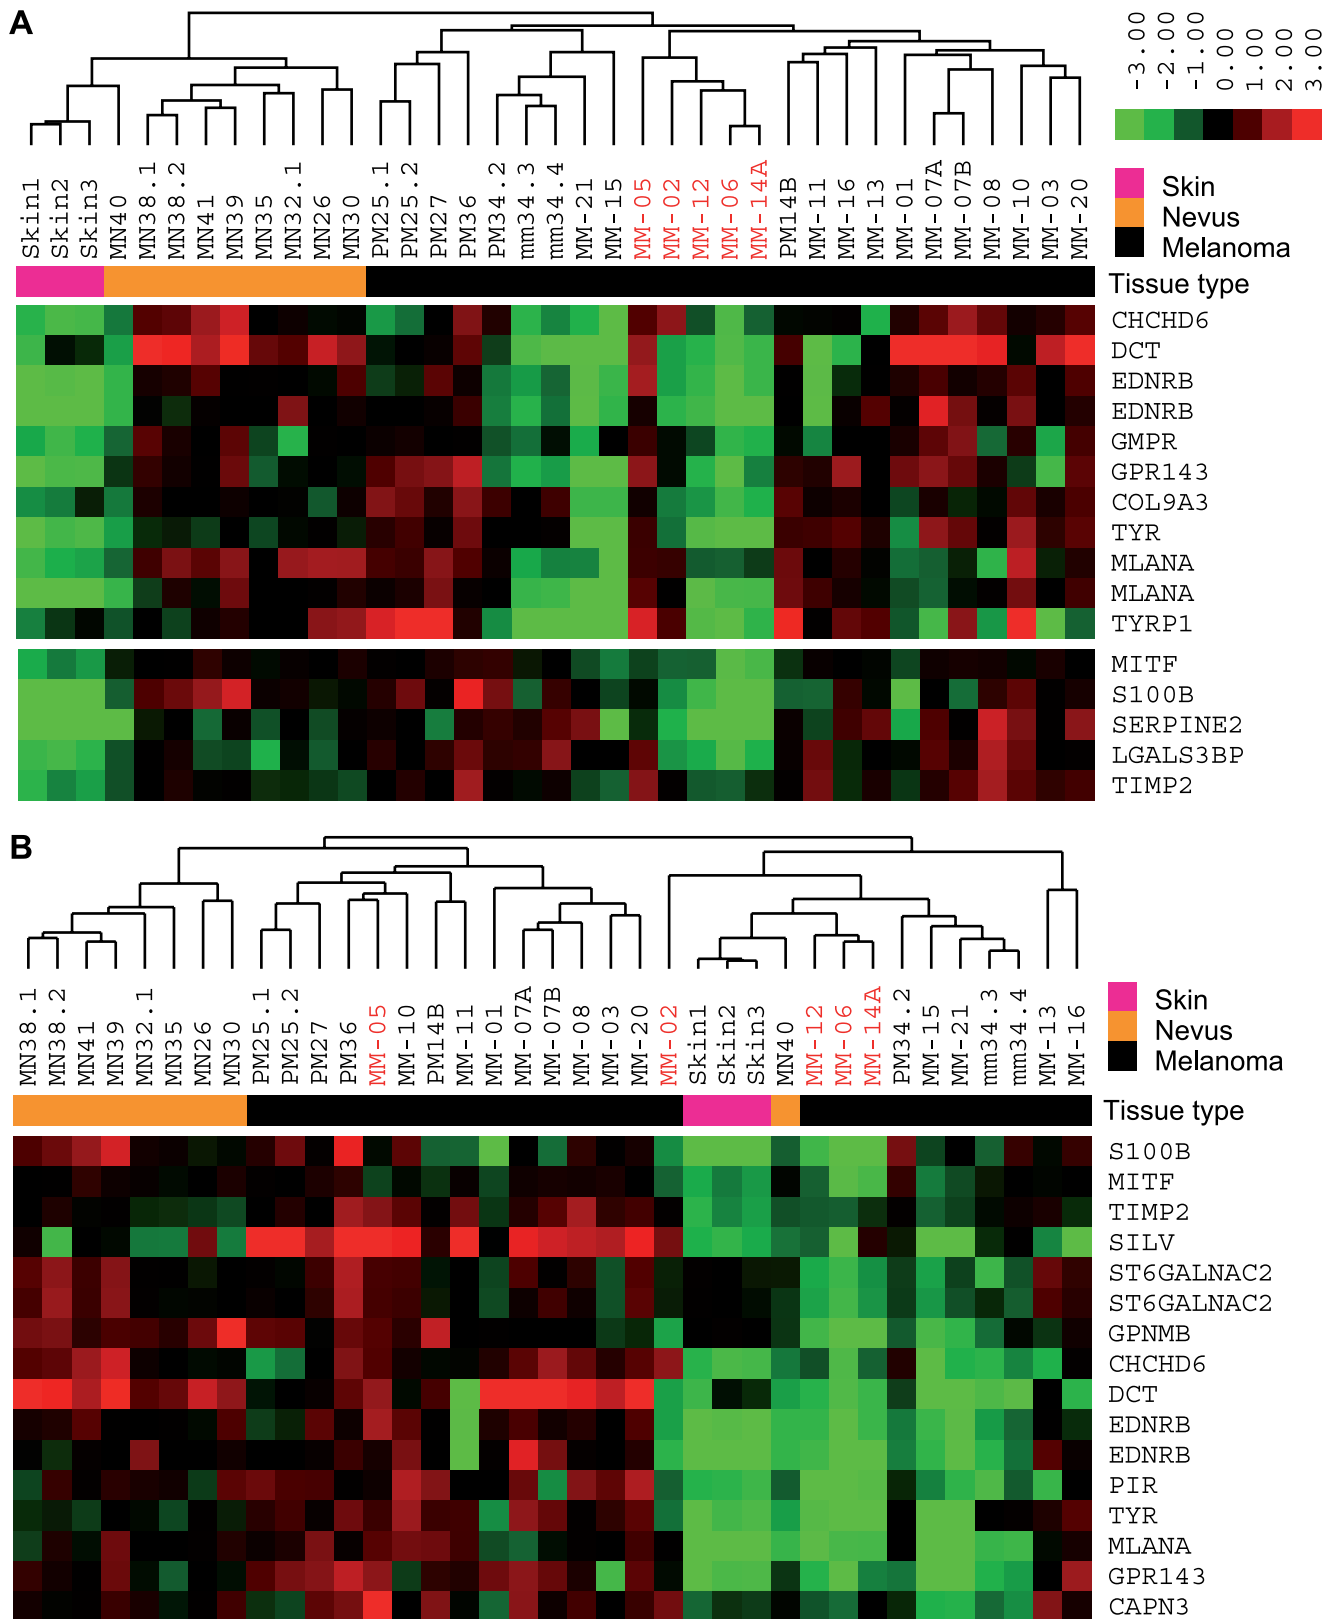 A
-3.00
-2.00
-1.00
0.00
1.00
2.00
3.00
Skin
Nevus
Melanoma
Skin1
Skin2
Skin3
MN40
MN38.1
MN38.2
MN41
MN39
MN35
MN32.1
MN26
MN30
PM25.1
PM25.2
PM27
PM36
PM34.2
mm34.3
mm34.4
MM-21
MM-15
MM-05
MM-02
MM-12
MM-06
MM-14A
PM14B
MM-11
MM-16
MM-13
MM-01
MM-07A
MM-07B
MM-08
MM-10
MM-03
MM-20
Tissue type
CHCHD6
DCT
EDNRB
EDNRB
GMPR
GPR143
COL9A3
TYR
MLANA
MLANA
TYRP1
MITF
S100B
SERPINE2
LGALS3BP
TIMP2
B
MN38.1
MN38.2
MN41
MN39
MN32.1
MN35
MN26
MN30
PM25.1
PM25.2
PM27
PM36
MM-05
MM-10
PM14B
MM-11
MM-01
MM-07A
MM-07B
MM-08
MM-03
MM-20
MM-02
Skin1
Skin2
Skin3
MN40
MM-12
MM-06
MM-14A
PM34.2
MM-15
MM-21
mm34.3
mm34.4
MM-13
MM-16
Skin
Nevus
Melanoma
Tissue type
S100B
MITF
TIMP2
SILV
ST6GALNAC2
ST6GALNAC2
GPNMB
CHCHD6
DCT
EDNRB
EDNRB
PIR
TYR
MLANA
GPR143
CAPN3